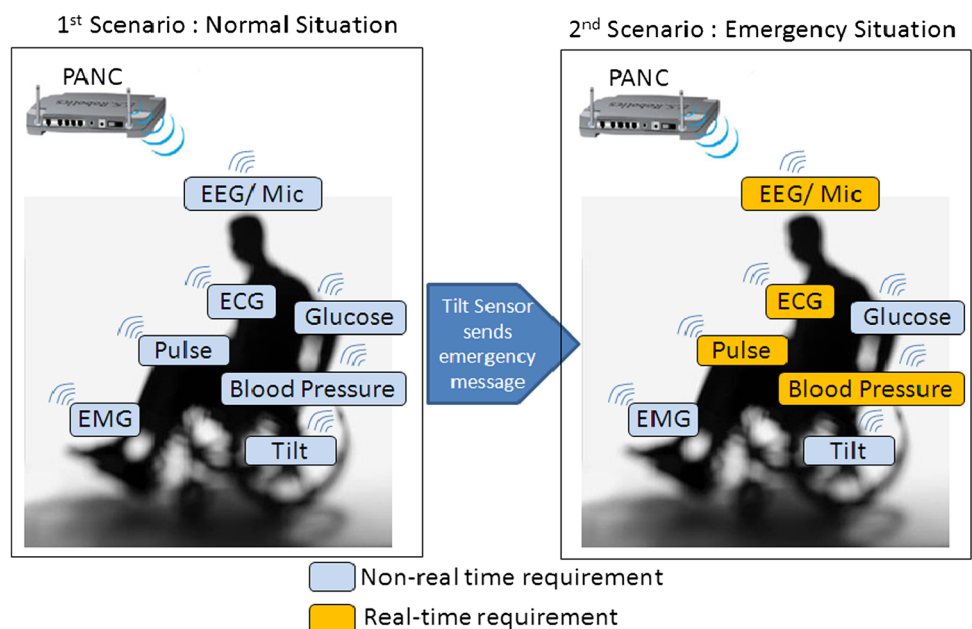 1st Scenario : Normal Situation
PANC
EEG/ Mic
ECG
Glucose
Pulse
Blood Pressure
EMG
Tilt
Tilt Sensor
sends
emergency
message
2nd Scenario : Emergency Situation
PANC
EEG/ Mic
ECG
Glucose
Pulse
Blood Pressure
EMG
Tilt
Non-real time requirement
Real-time requirement